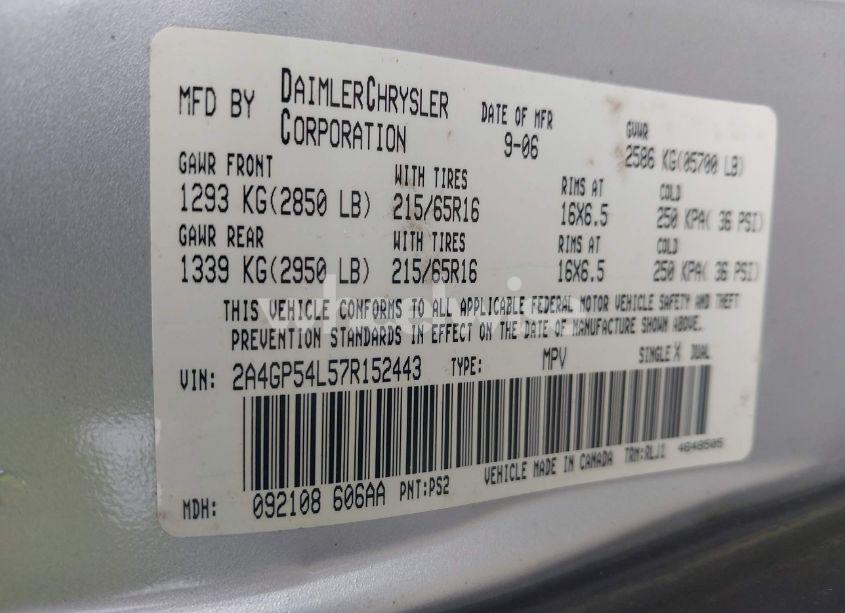 MFD BY DAIMLERCHRYSLER CORPORATION DATE OF MFR 9-06 GVWR 2586 KG(05700 LB)
GAWR FRONT WITH TIRES RIMS AT COLD
1293 KG(2850 LB) 215/65R16 16X6.5 250 KPA( 36 PSI)
GAWR REAR WITH TIRES RIMS AT COLD
1339 KG(2950 LB) 215/65R16 16X6.5 250 KPA( 36 PSI)
THIS VEHICLE CONFORMS TO ALL APPLICABLE FEDERAL MOTOR VEHICLE SAFETY AND THEFT
PREVENTION STANDARDS IN EFFECT ON THE DATE OF MANUFACTURE SHOWN ABOVE.
VIN: 2A4GP54L57R152443 TYPE: MPV SINGLE X DUAL
MDH: 092108 606AA PNT:PS2 VEHICLE MADE IN CANADA TRM:RLJ1 4648505